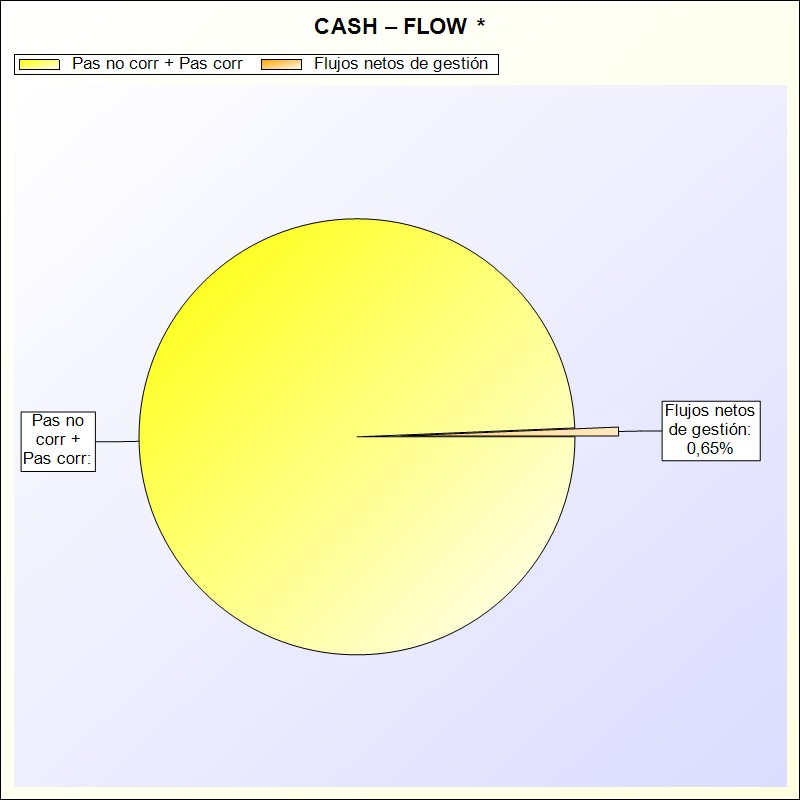 CASH – FLOW *
Pas no corr + Pas corr
Flujos netos de gestión
Pas no
corr +
Pas corr:
Flujos netos
de gestión:
0,65%